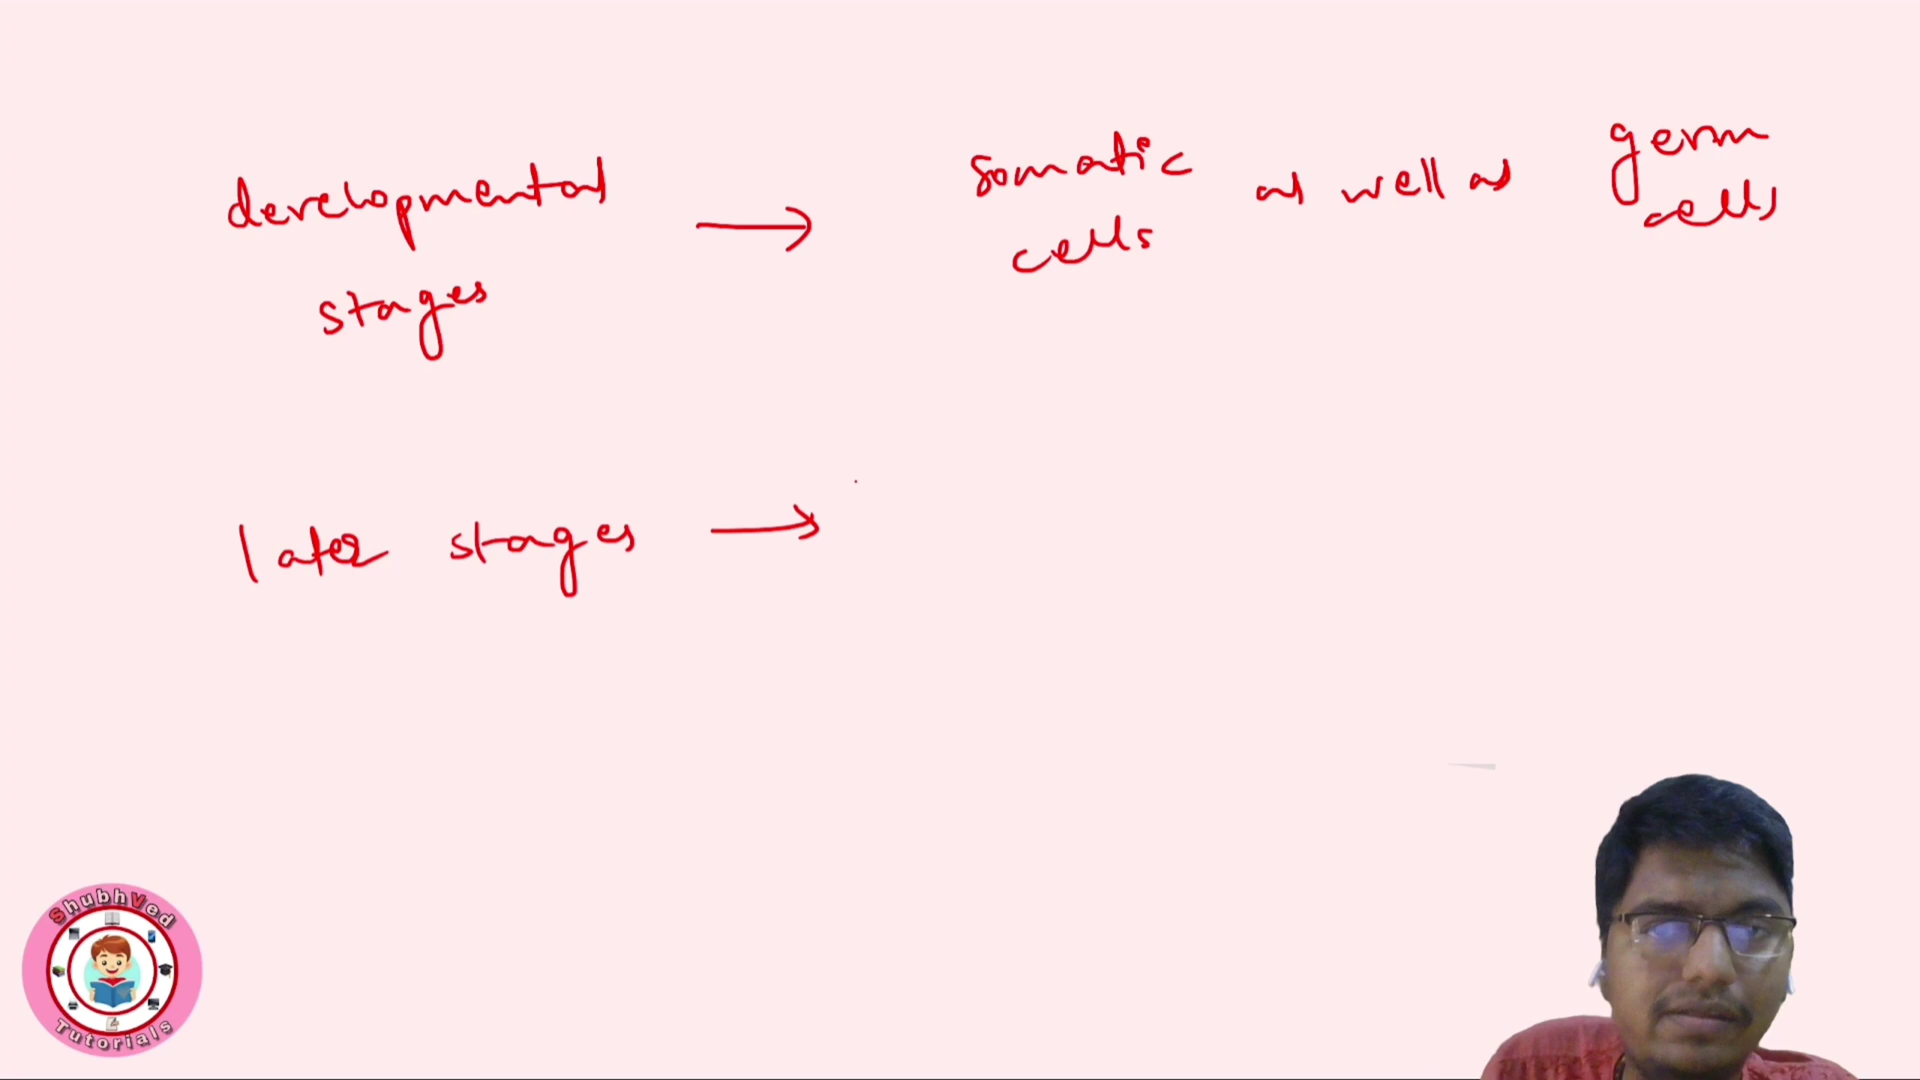 developmental → somatic as well as germ
stages cells cells
later stages →
ShubhVed
Tutorials